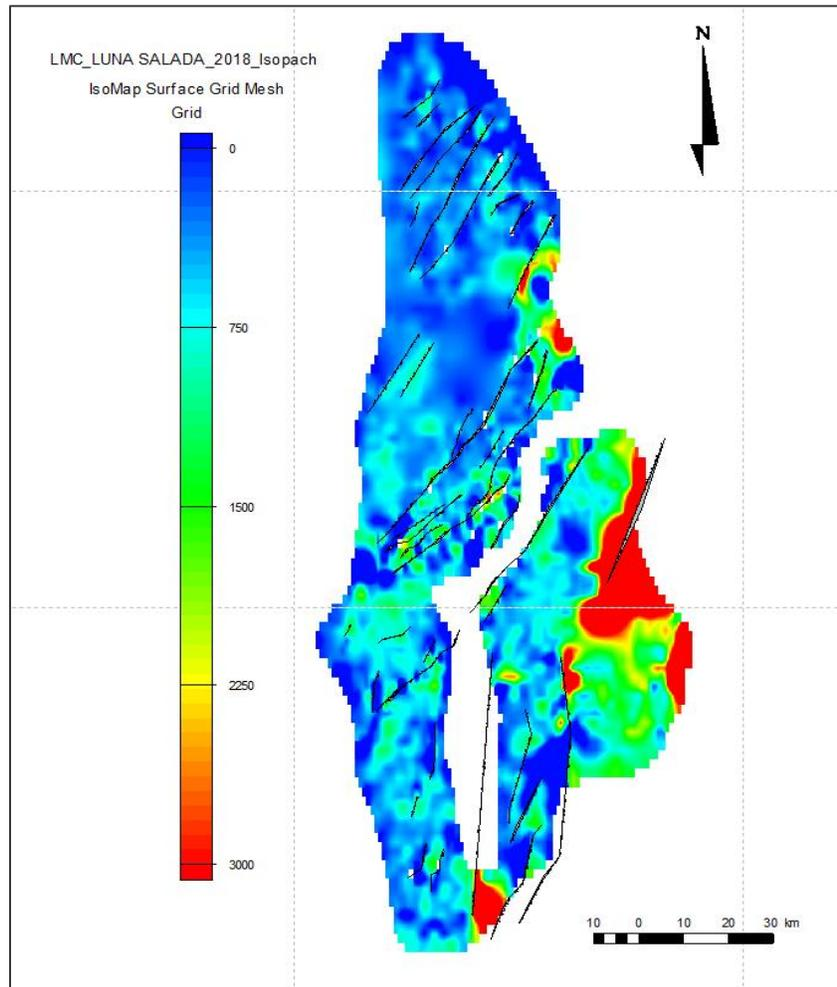 N
LMC_LUNA SALADA_2018_Isopach
IsoMap Surface Grid Mesh
Grid
0
750
1500
2250
3000
10 0 10 20 30 km